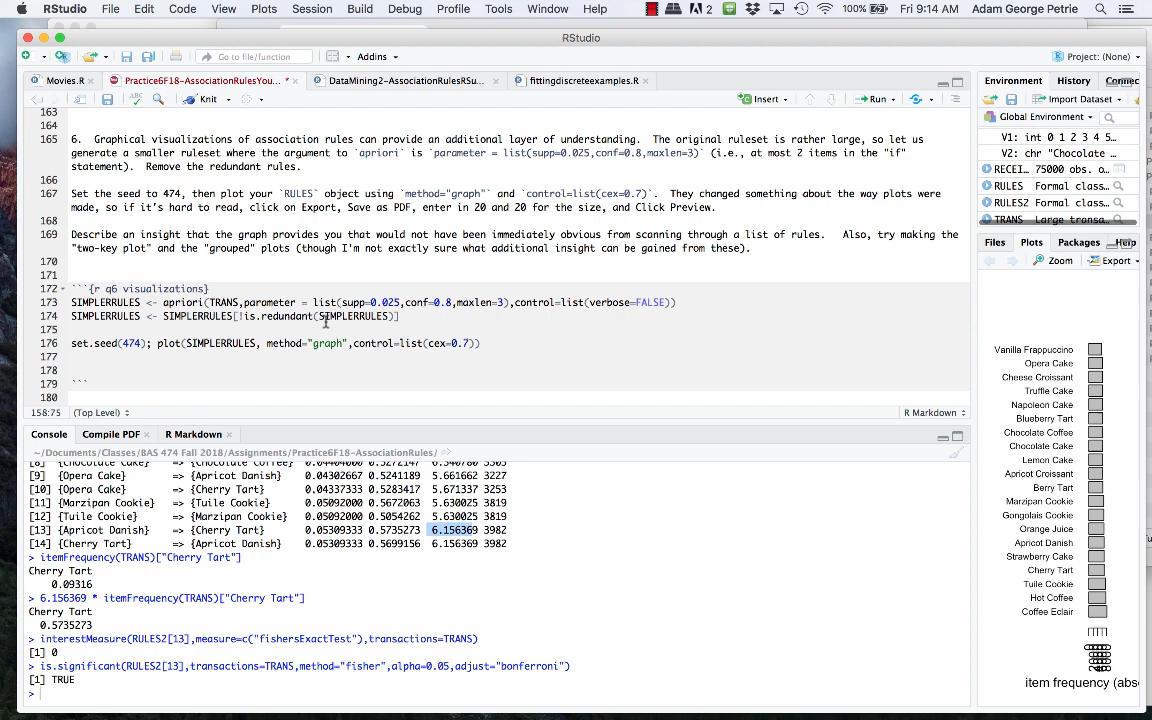 RStudio File Edit Code View Plots Session Build Debug Profile Tools Window Help 2 100% Fri 9:14 AM Adam George Petrie
RStudio
Go to file/function Addins Project: (None)
Movies.R Practice6F18-AssociationRulesYou... * DataMining2-AssociationRulesRSu... fittingdiscreteexamples.R
Knit Insert Run
163
164
165 6. Graphical visualizations of association rules can provide an additional layer of understanding. The original ruleset is rather large, so let us
generate a smaller ruleset where the argument to `apriori` is `parameter = list(supp=0.025,conf=0.8,maxlen=3)` (i.e., at most 2 items in the "if"
statement). Remove the redundant rules.
166
167 Set the seed to 474, then plot your `RULES` object using `method="graph"` and `control=list(cex=0.7)`. They changed something about the way plots were
made, so if it's hard to read, click on Export, Save as PDF, enter in 20 and 20 for the size, and Click Preview.
168
169 Describe an insight that the graph provides you that would not have been immediately obvious from scanning through a list of rules. Also, try making the
"two-key plot" and the "grouped" plots (though I'm not exactly sure what additional insight can be gained from these).
170
171
172 ```{r q6 visualizations}
173 SIMPLERRULES <- apriori(TRANS,parameter = list(supp=0.025,conf=0.8,maxlen=3),control=list(verbose=FALSE))
174 SIMPLERRULES <- SIMPLERRULES[!is.redundant(SIMPLERRULES)]
175
176 set.seed(474); plot(SIMPLERRULES, method="graph",control=list(cex=0.7))
177
178
179 ```
180
158:75 (Top Level) R Markdown
Console Compile PDF R Markdown
~/Documents/Classes/BAS 474 Fall 2018/Assignments/Practice6F18-AssociationRules/
[8] {Chocolate Cake} => {Chocolate Coffee} 0.04404000 0.5272147 6.340780 3303
[9] {Opera Cake} => {Apricot Danish} 0.04302667 0.5241189 5.661662 3227
[10] {Opera Cake} => {Cherry Tart} 0.04337333 0.5283417 5.671337 3253
[11] {Marzipan Cookie} => {Tuile Cookie} 0.05092000 0.5672063 5.630025 3819
[12] {Tuile Cookie} => {Marzipan Cookie} 0.05092000 0.5054262 5.630025 3819
[13] {Apricot Danish} => {Cherry Tart} 0.05309333 0.5735273 6.156369 3982
[14] {Cherry Tart} => {Apricot Danish} 0.05309333 0.5699156 6.156369 3982
> itemFrequency(TRANS)["Cherry Tart"]
Cherry Tart
0.09316
> 6.156369 * itemFrequency(TRANS)["Cherry Tart"]
Cherry Tart
0.5735273
> interestMeasure(RULES2[13],measure=c("fishersExactTest"),transactions=TRANS)
[1] 0
> is.significant(RULES2[13],transactions=TRANS,method="fisher",alpha=0.05,adjust="bonferroni")
[1] TRUE
>
Environment History Connec
Import Dataset
Global Environment
V1: int 0 1 2 3 4 5...
V2: chr "Chocolate ...
RECEI... 75000 obs. o...
RULES Formal class...
RULES2 Formal class...
TRANS Large transa...
Files Plots Packages Help
Zoom Export
Vanilla Frappuccino
Opera Cake
Cheese Croissant
Truffle Cake
Napoleon Cake
Blueberry Tart
Chocolate Coffee
Chocolate Cake
Lemon Cake
Apricot Croissant
Berry Tart
Marzipan Cookie
Gongolais Cookie
Orange Juice
Apricot Danish
Strawberry Cake
Cherry Tart
Tuile Cookie
Hot Coffee
Coffee Eclair
item frequency (abs